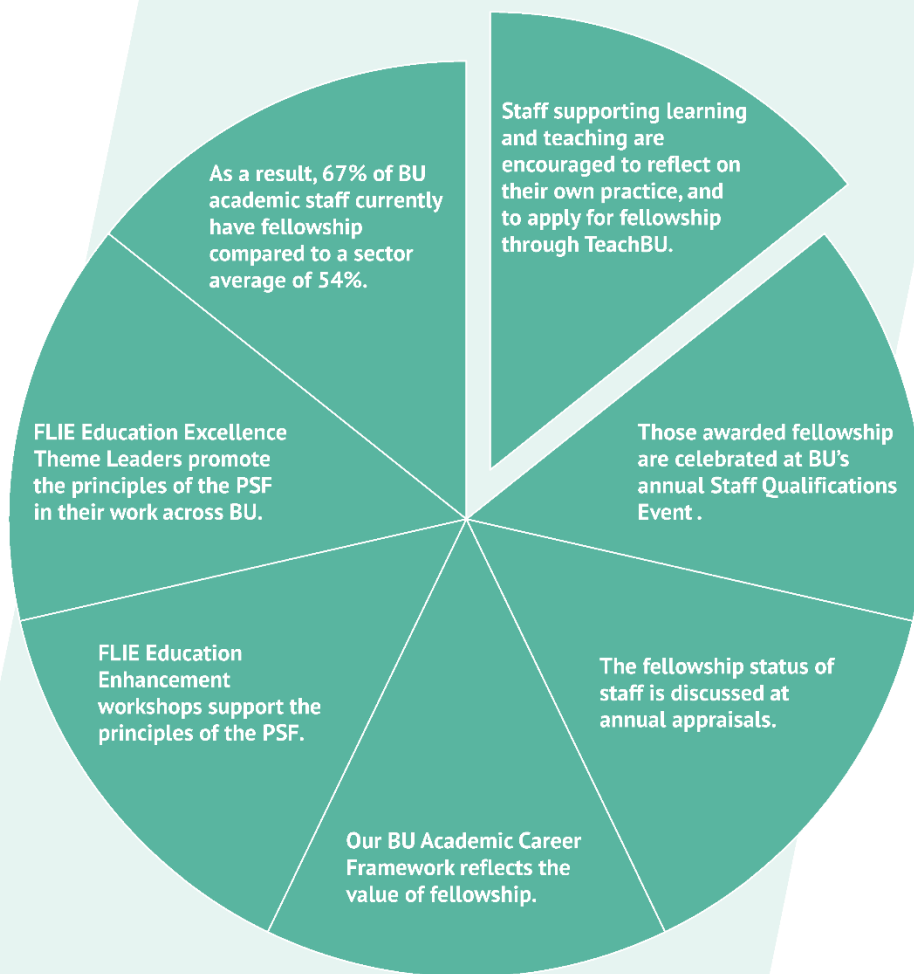 Staff supporting learning
and teaching are
encouraged to reflect on
their own practice, and
to apply for fellowship
through TeachBU.
Those awarded fellowship
are celebrated at BU's
annual Staff Qualifications
Event .
The fellowship status of
staff is discussed at
annual appraisals.
Our BU Academic Career
Framework reflects the
value of fellowship.
FLIE Education
Enhancement
workshops support the
principles of the PSF.
FLIE Education Excellence
Theme Leaders promote
the principles of the PSF
in their work across BU.
As a result, 67% of BU
academic staff currently
have fellowship
compared to a sector
average of 54%.